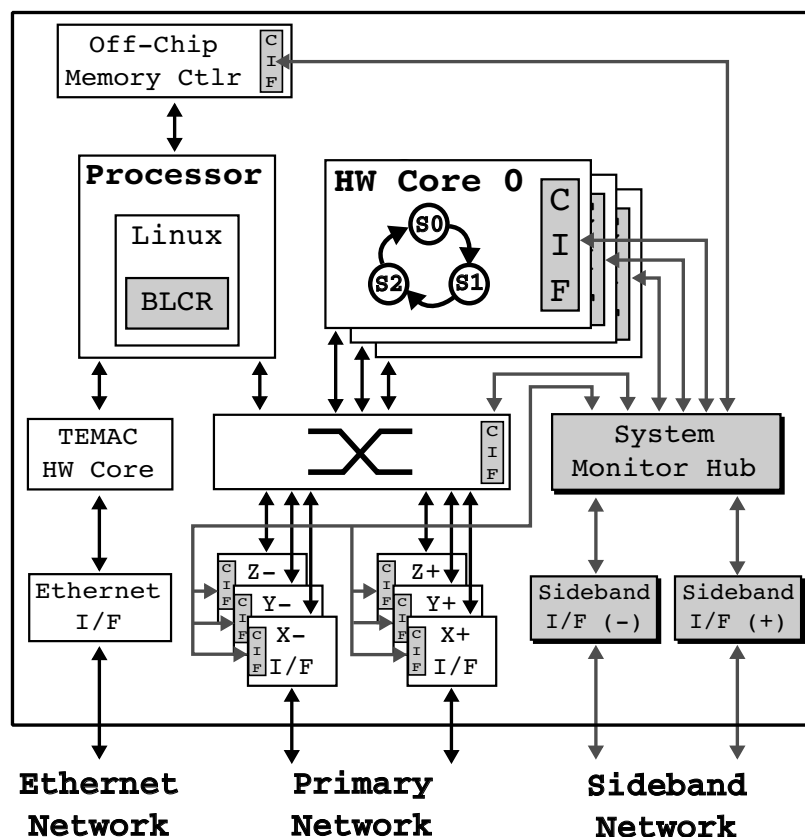 Off-Chip
Memory Ctlr
C
I
F
Processor
Linux
BLCR
HW Core 0
S0
S1
S2
C
I
F
TEMAC
HW Core
C
I
F
System
Monitor Hub
Ethernet
I/F
Z-
C
I
F
Y-
C
I
F
X-
I/F
C
I
F
Z+
C
I
F
Y+
C
I
F
X+
I/F
C
I
F
Sideband
I/F (-)
Sideband
I/F (+)
Ethernet
Network
Primary
Network
Sideband
Network